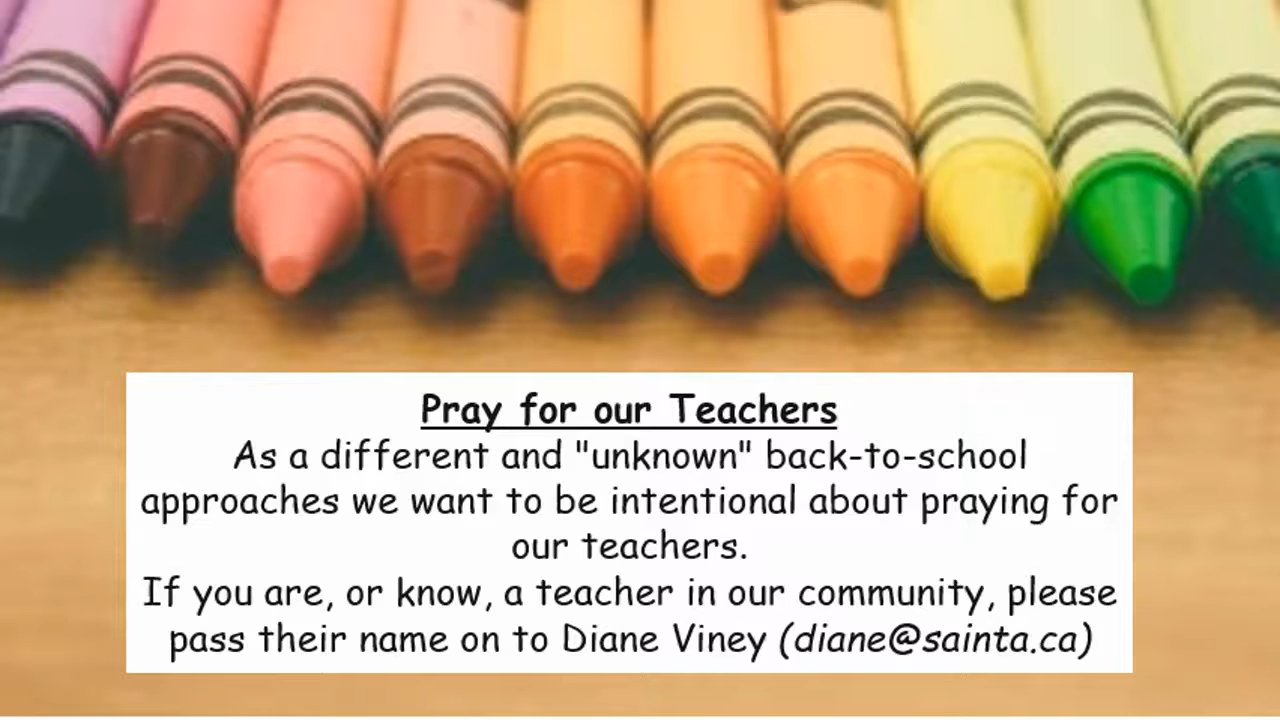 Pray for our Teachers
As a different and "unknown" back-to-school
approaches we want to be intentional about praying for
our teachers.
If you are, or know, a teacher in our community, please
pass their name on to Diane Viney (diane@sainta.ca)